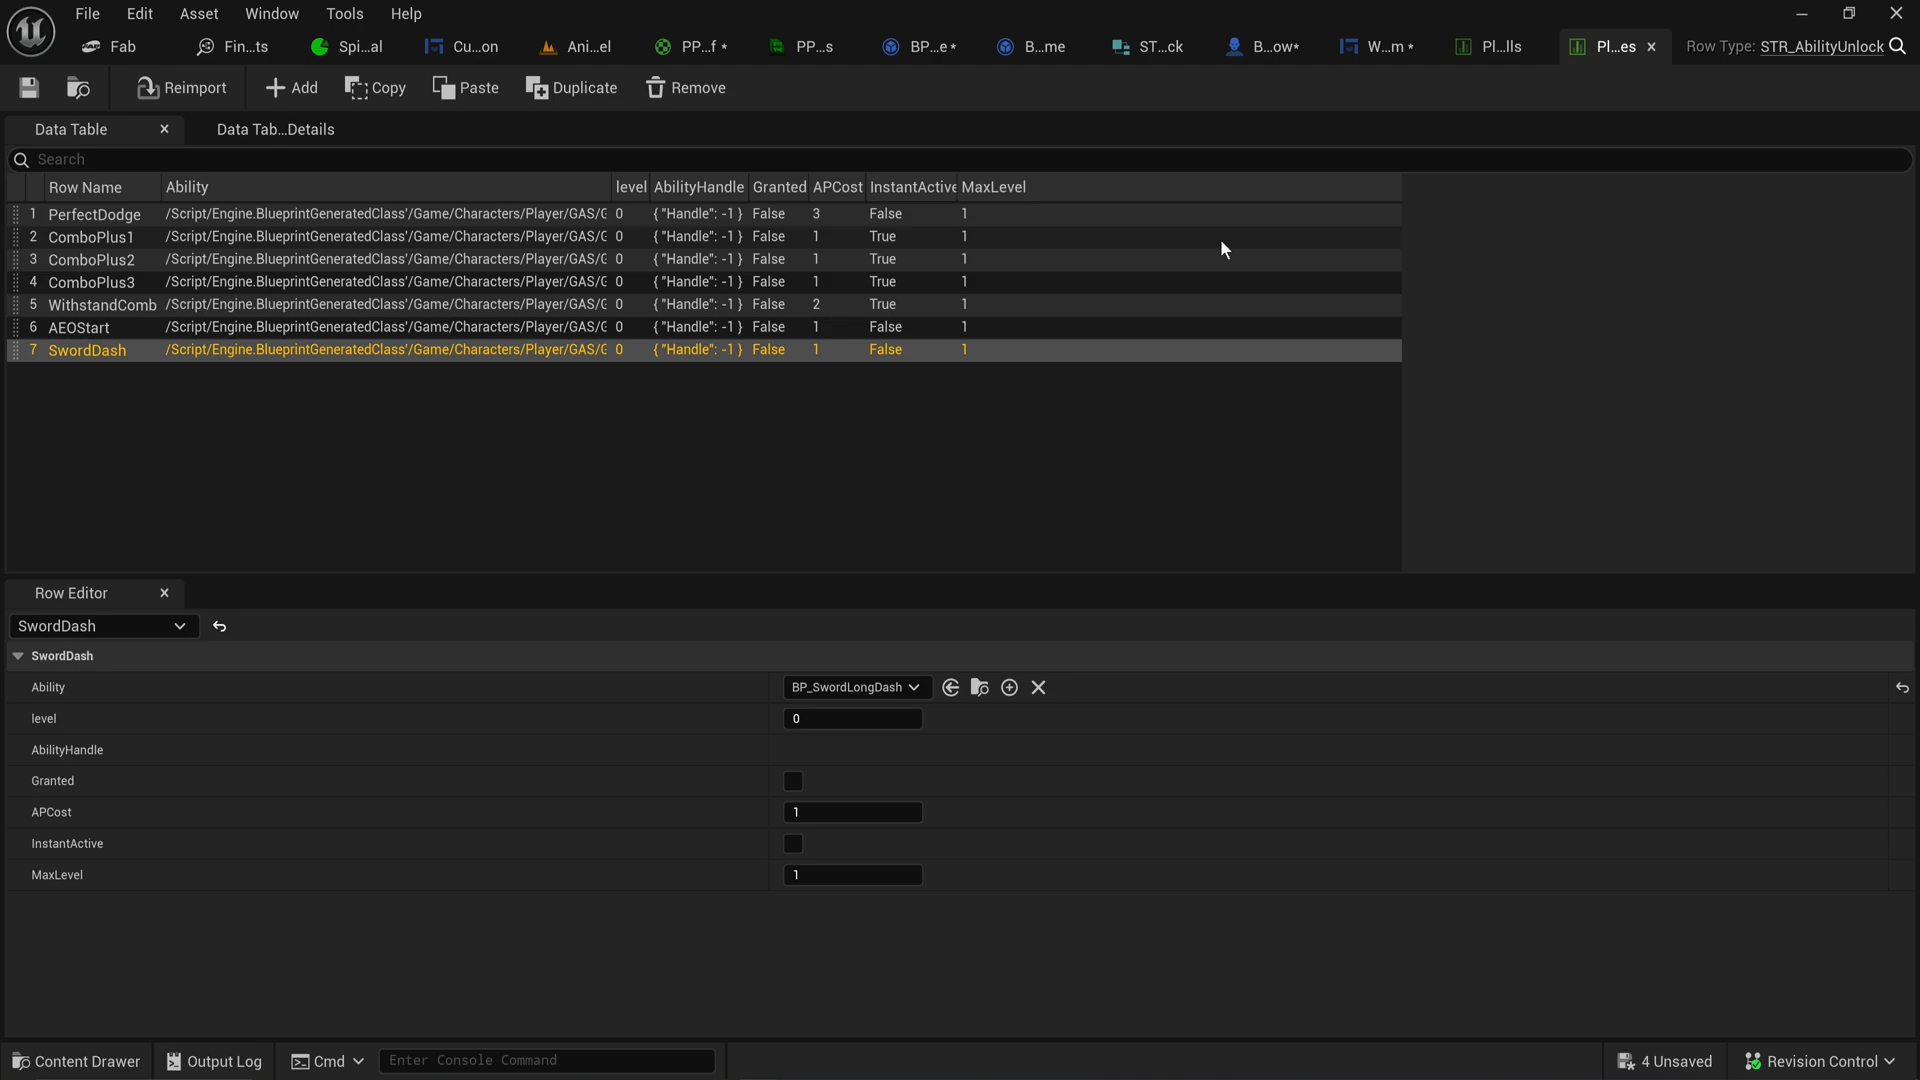 File Edit Asset Window Tools Help
Fab Fin...ts Spi...al Cu...on Ani...el PP...f * PP...s BP...e* B...me ST...ck B...ow* W...m * Pl...lls Pl...es Row Type: STR_AbilityUnlock
Reimport Add Copy Paste Duplicate Remove
Data Table Data Tab...Details
Search
Row Name Ability level AbilityHandle Granted APCost InstantActive MaxLevel
1 PerfectDodge /Script/Engine.BlueprintGeneratedClass'/Game/Characters/Player/GAS/G 0 { "Handle": -1 } False 3 False 1
2 ComboPlus1 /Script/Engine.BlueprintGeneratedClass'/Game/Characters/Player/GAS/G 0 { "Handle": -1 } False 1 True 1
3 ComboPlus2 /Script/Engine.BlueprintGeneratedClass'/Game/Characters/Player/GAS/G 0 { "Handle": -1 } False 1 True 1
4 ComboPlus3 /Script/Engine.BlueprintGeneratedClass'/Game/Characters/Player/GAS/G 0 { "Handle": -1 } False 1 True 1
5 WithstandComb /Script/Engine.BlueprintGeneratedClass'/Game/Characters/Player/GAS/G 0 { "Handle": -1 } False 2 True 1
6 AEOStart /Script/Engine.BlueprintGeneratedClass'/Game/Characters/Player/GAS/G 0 { "Handle": -1 } False 1 False 1
7 SwordDash /Script/Engine.BlueprintGeneratedClass'/Game/Characters/Player/GAS/G 0 { "Handle": -1 } False 1 False 1
Row Editor
SwordDash
SwordDash
Ability BP_SwordLongDash
level 0
AbilityHandle
Granted
APCost 1
InstantActive
MaxLevel 1
Content Drawer Output Log Cmd Enter Console Command 4 Unsaved Revision Control